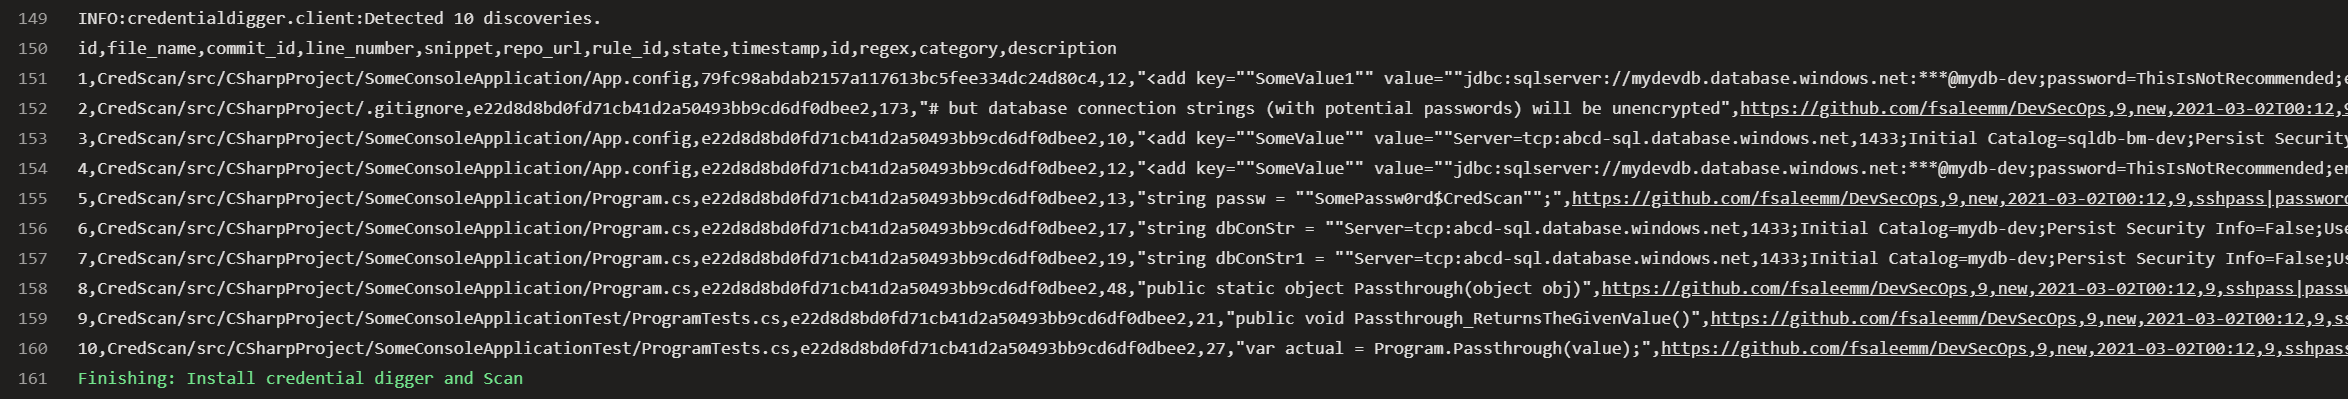 149 INFO:credentialdigger.client:Detected 10 discoveries.
150 id,file_name,commit_id,line_number,snippet,repo_url,rule_id,state,timestamp,id,regex,category,description
151 1,CredScan/src/CSharpProject/SomeConsoleApplication/App.config,79fc98abdab2157a117613bc5fee334dc24d80c4,12,"<add key=""SomeValue1"" value=""jdbc:sqlserver://mydevdb.database.windows.net:***@mydb-dev;password=ThisIsNotRecommended;e
152 2,CredScan/src/CSharpProject/.gitignore,e22d8d8bd0fd71cb41d2a50493bb9cd6df0dbee2,173,"# but database connection strings (with potential passwords) will be unencrypted",https://github.com/fsaleemm/DevSecOps,9,new,2021-03-02T00:12,9
153 3,CredScan/src/CSharpProject/SomeConsoleApplication/App.config,e22d8d8bd0fd71cb41d2a50493bb9cd6df0dbee2,10,"<add key=""SomeValue"" value=""Server=tcp:abcd-sql.database.windows.net,1433;Initial Catalog=sqldb-bm-dev;Persist Security
154 4,CredScan/src/CSharpProject/SomeConsoleApplication/App.config,e22d8d8bd0fd71cb41d2a50493bb9cd6df0dbee2,12,"<add key=""SomeValue"" value=""jdbc:sqlserver://mydevdb.database.windows.net:***@mydb-dev;password=ThisIsNotRecommended;en
155 5,CredScan/src/CSharpProject/SomeConsoleApplication/Program.cs,e22d8d8bd0fd71cb41d2a50493bb9cd6df0dbee2,13,"string passw = ""SomePassw0rd$CredScan"";",https://github.com/fsaleemm/DevSecOps,9,new,2021-03-02T00:12,9,sshpass|password
156 6,CredScan/src/CSharpProject/SomeConsoleApplication/Program.cs,e22d8d8bd0fd71cb41d2a50493bb9cd6df0dbee2,17,"string dbConStr = ""Server=tcp:abcd-sql.database.windows.net,1433;Initial Catalog=mydb-dev;Persist Security Info=False;Use
157 7,CredScan/src/CSharpProject/SomeConsoleApplication/Program.cs,e22d8d8bd0fd71cb41d2a50493bb9cd6df0dbee2,19,"string dbConStr1 = ""Server=tcp:abcd-sql.database.windows.net,1433;Initial Catalog=mydb-dev;Persist Security Info=False;Us
158 8,CredScan/src/CSharpProject/SomeConsoleApplication/Program.cs,e22d8d8bd0fd71cb41d2a50493bb9cd6df0dbee2,48,"public static object Passthrough(object obj)",https://github.com/fsaleemm/DevSecOps,9,new,2021-03-02T00:12,9,sshpass|passw
159 9,CredScan/src/CSharpProject/SomeConsoleApplicationTest/ProgramTests.cs,e22d8d8bd0fd71cb41d2a50493bb9cd6df0dbee2,21,"public void Passthrough_ReturnsTheGivenValue()",https://github.com/fsaleemm/DevSecOps,9,new,2021-03-02T00:12,9,ss
160 10,CredScan/src/CSharpProject/SomeConsoleApplicationTest/ProgramTests.cs,e22d8d8bd0fd71cb41d2a50493bb9cd6df0dbee2,27,"var actual = Program.Passthrough(value);",https://github.com/fsaleemm/DevSecOps,9,new,2021-03-02T00:12,9,sshpass
161 Finishing: Install credential digger and Scan